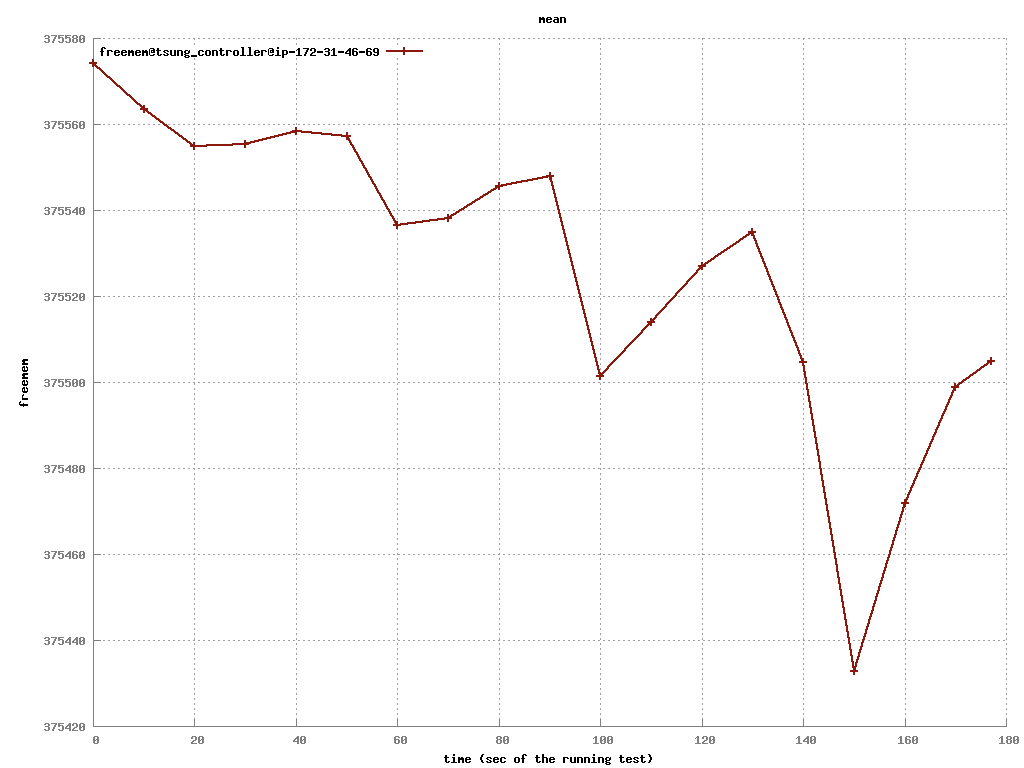 mean
freemem@tsung_controller@ip-172-31-46-69
375580
375560
375540
375520
375500
375480
375460
375440
375420
freemem
0 20 40 60 80 100 120 140 160 180
time (sec of the running test)